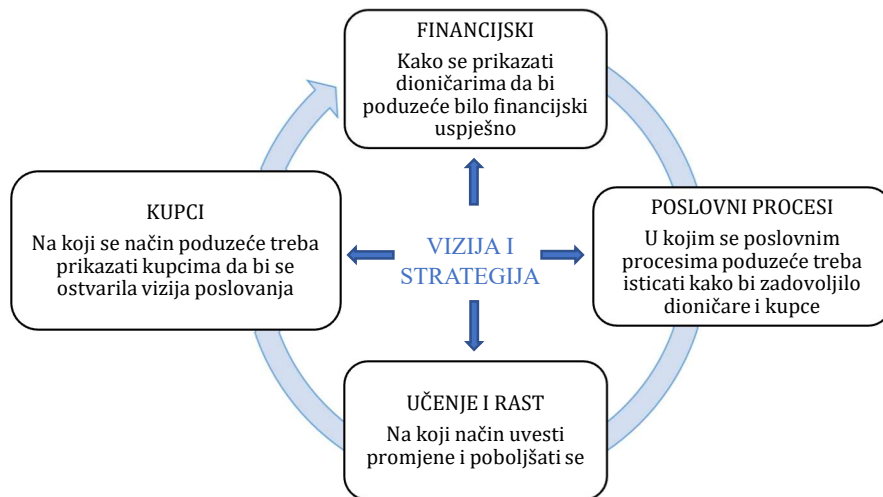 FINANCIJSKI
Kako se prikazati
dioničarima da bi
poduzeće bilo financijski
uspješno
KUPCI
Na koji se način poduzeće treba
prikazati kupcima da bi se
ostvarila vizija poslovanja
VIZIJA I
STRATEGIJA
POSLOVNI PROCESI
U kojim se poslovnim
procesima poduzeće treba
isticati kako bi zadovoljilo
dioničare i kupce
UČENJE I RAST
Na koji način uvesti
promjene i poboljšati se